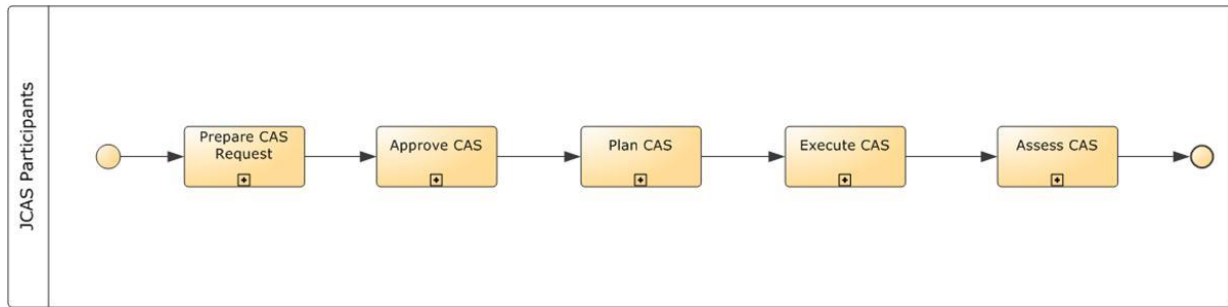 JCAS Participants
Prepare CAS
Request
Approve CAS
Plan CAS
Execute CAS
Assess CAS